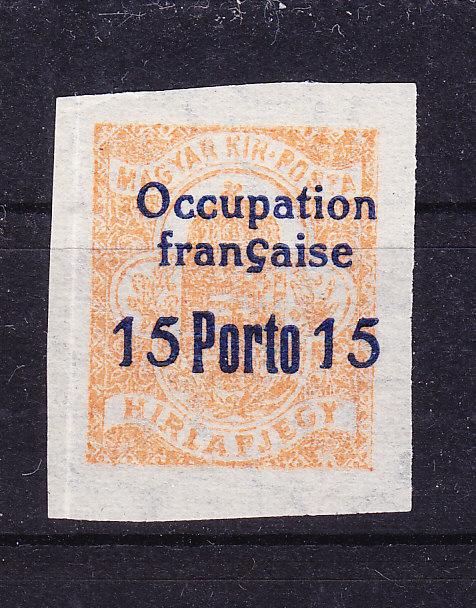 MAGYAR KIR. POSTA
Occupation
française
15 Porto 15
HIRLAPJEGY